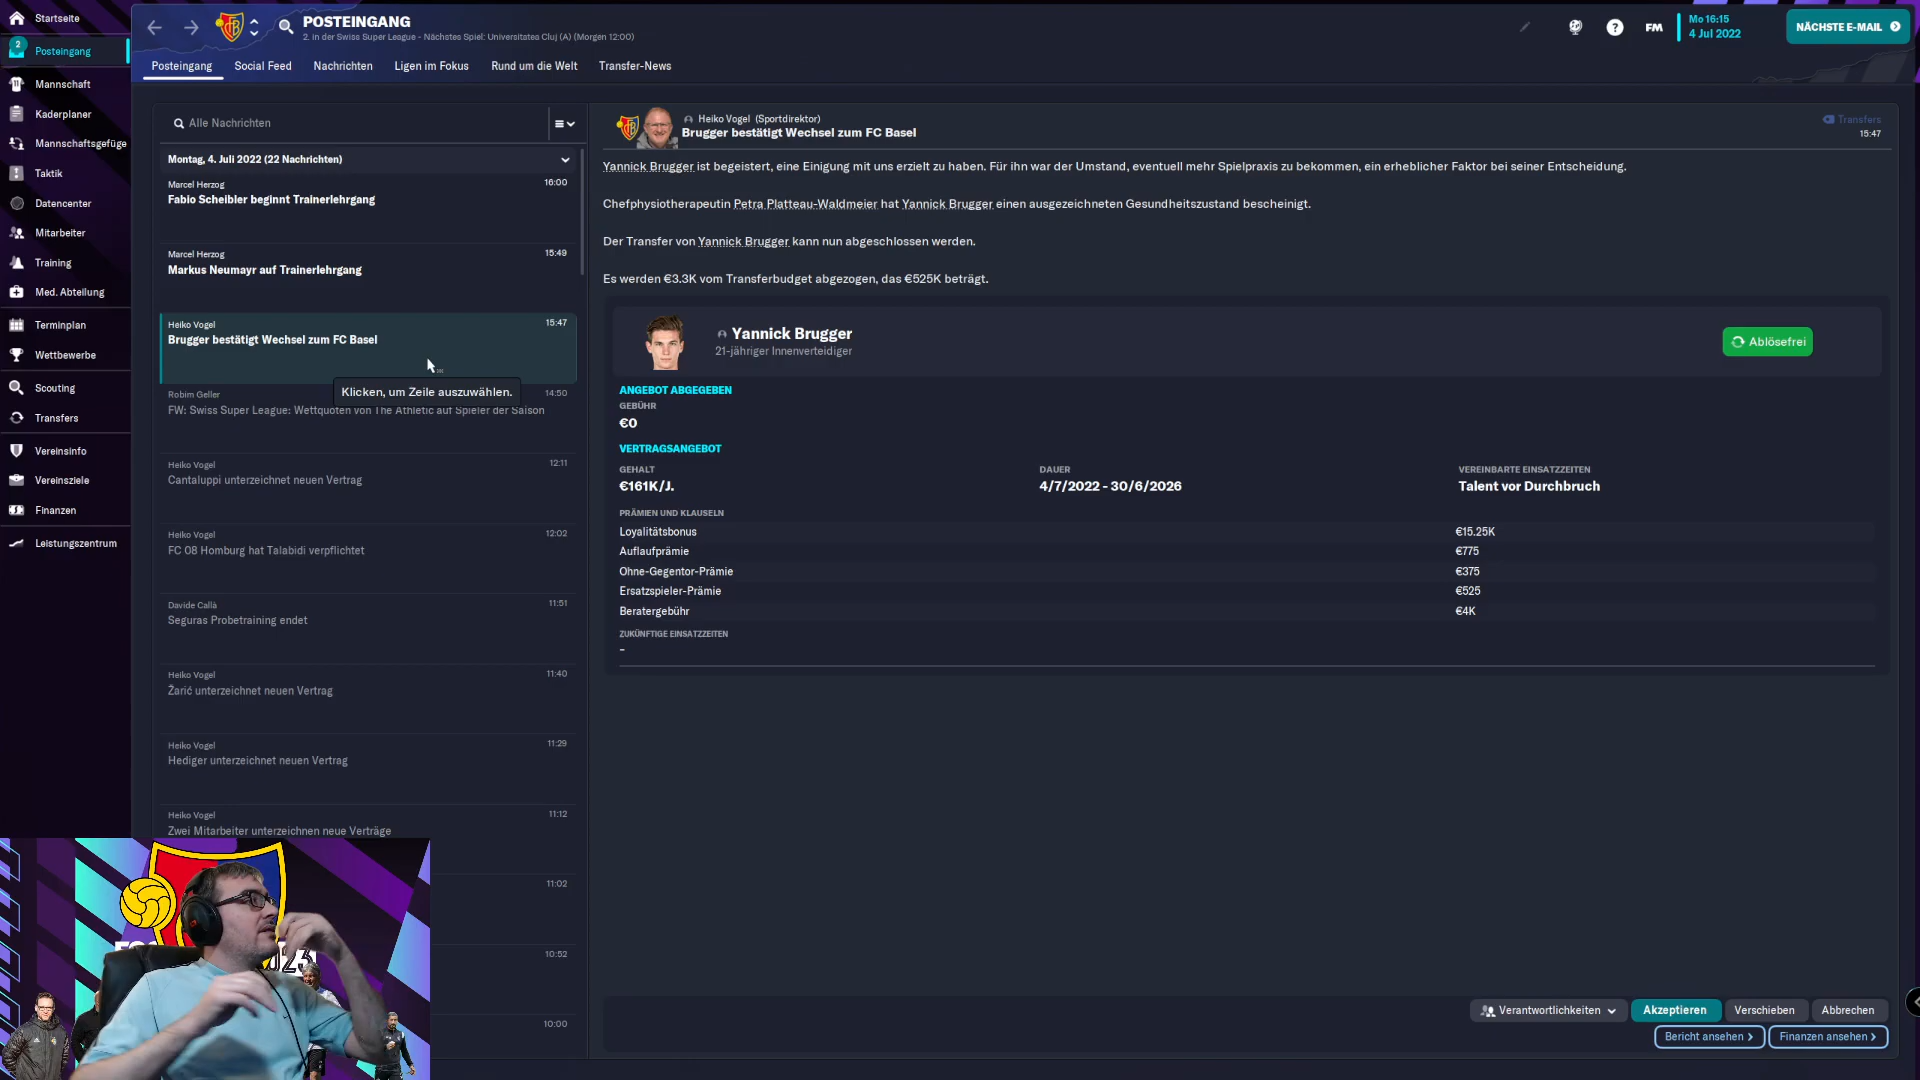 Startseite
2
Posteingang
Mannschaft
Kaderplaner
Mannschaftsgefüge
Taktik
Datencenter
Mitarbeiter
Training
Med. Abteilung
Terminplan
Wettbewerbe
Scouting
Transfers
Vereinsinfo
Vereinsziele
Finanzen
Leistungszentrum
POSTEINGANG
2. in der Swiss Super League - Nächstes Spiel: Universitatea Cluj (A) (Morgen 12:00)
FM
Mo 16:15
4 Jul 2022
NÄCHSTE E-MAIL
Posteingang
Social Feed
Nachrichten
Ligen im Fokus
Rund um die Welt
Transfer-News
Alle Nachrichten
Montag, 4. Juli 2022 (22 Nachrichten)
Marcel Herzog
16:00
Fabio Scheibler beginnt Trainerlehrgang
Marcel Herzog
15:49
Markus Neumayr auf Trainerlehrgang
Heiko Vogel
15:47
Brugger bestätigt Wechsel zum FC Basel
Klicken, um Zeile auszuwählen.
Robim Geller
14:50
FW: Swiss Super League: Wettquoten von The Athletic auf Spieler der Saison
Heiko Vogel
12:11
Cantaluppi unterzeichnet neuen Vertrag
Heiko Vogel
12:02
FC 08 Homburg hat Talabidi verpflichtet
Davide Callà
11:51
Seguras Probetraining endet
Heiko Vogel
11:40
Žarić unterzeichnet neuen Vertrag
Heiko Vogel
11:29
Hediger unterzeichnet neuen Vertrag
Heiko Vogel
11:12
Zwei Mitarbeiter unterzeichnen neue Verträge
11:02
10:52
10:00
Heiko Vogel (Sportdirektor)
Brugger bestätigt Wechsel zum FC Basel
Transfers
15:47
Yannick Brugger ist begeistert, eine Einigung mit uns erzielt zu haben. Für ihn war der Umstand, eventuell mehr Spielpraxis zu bekommen, ein erheblicher Faktor bei seiner Entscheidung.
Chefphysiotherapeutin Petra Platteau-Waldmeier hat Yannick Brugger einen ausgezeichneten Gesundheitszustand bescheinigt.
Der Transfer von Yannick Brugger kann nun abgeschlossen werden.
Es werden €3.3K vom Transferbudget abgezogen, das €525K beträgt.
Yannick Brugger
21-jähriger Innenverteidiger
Ablösefrei
ANGEBOT ABGEGEBEN
GEBÜHR
€0
VERTRAGSANGEBOT
GEHALT
DAUER
VEREINBARTE EINSATZZEITEN
€161K/J.
4/7/2022 - 30/6/2026
Talent vor Durchbruch
PRÄMIEN UND KLAUSELN
Loyalitätsbonus
€15.25K
Auflaufprämie
€775
Ohne-Gegentor-Prämie
€375
Ersatzspieler-Prämie
€525
Beratergebühr
€4K
ZUKÜNFTIGE EINSATZZEITEN
-
Verantwortlichkeiten
Akzeptieren
Verschieben
Abbrechen
Bericht ansehen
Finanzen ansehen